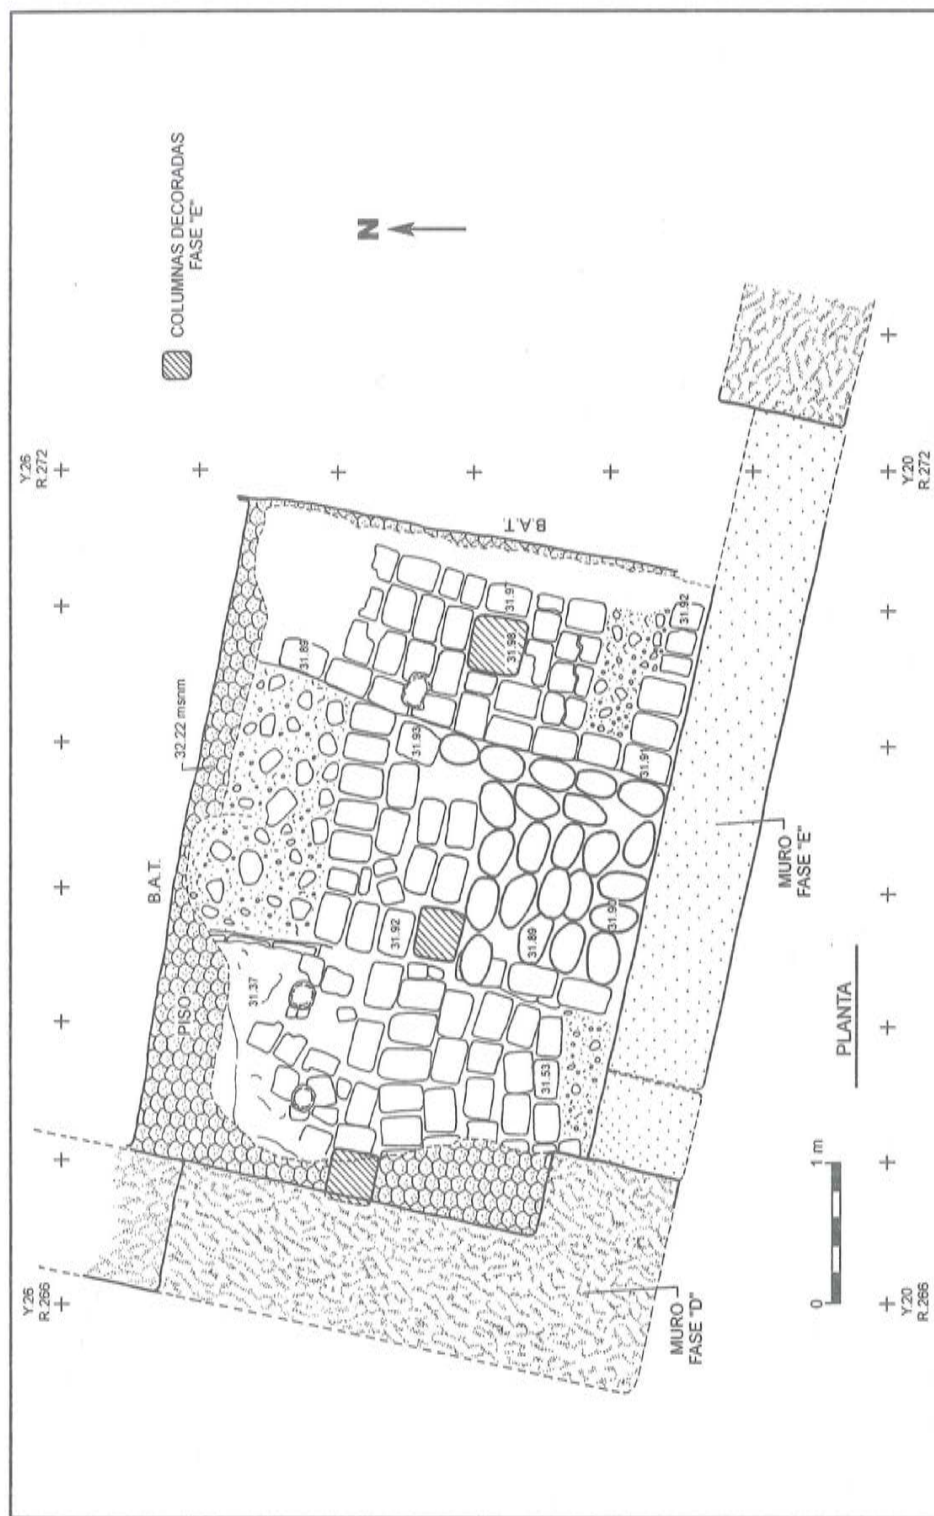 COLUMNAS DECORADAS
FASE "E"
N
Y.26
R.272
Y.20
R.272
Y.26
R.266
Y.20
R.266
B.A.T.
B.A.T.
32.22 msnm
PISO
31.89
31.97
31.98
31.92
31.93
31.91
31.92
31.89
31.37
31.53
MURO
FASE "E"
MURO
FASE "D"
PLANTA
0
1 m